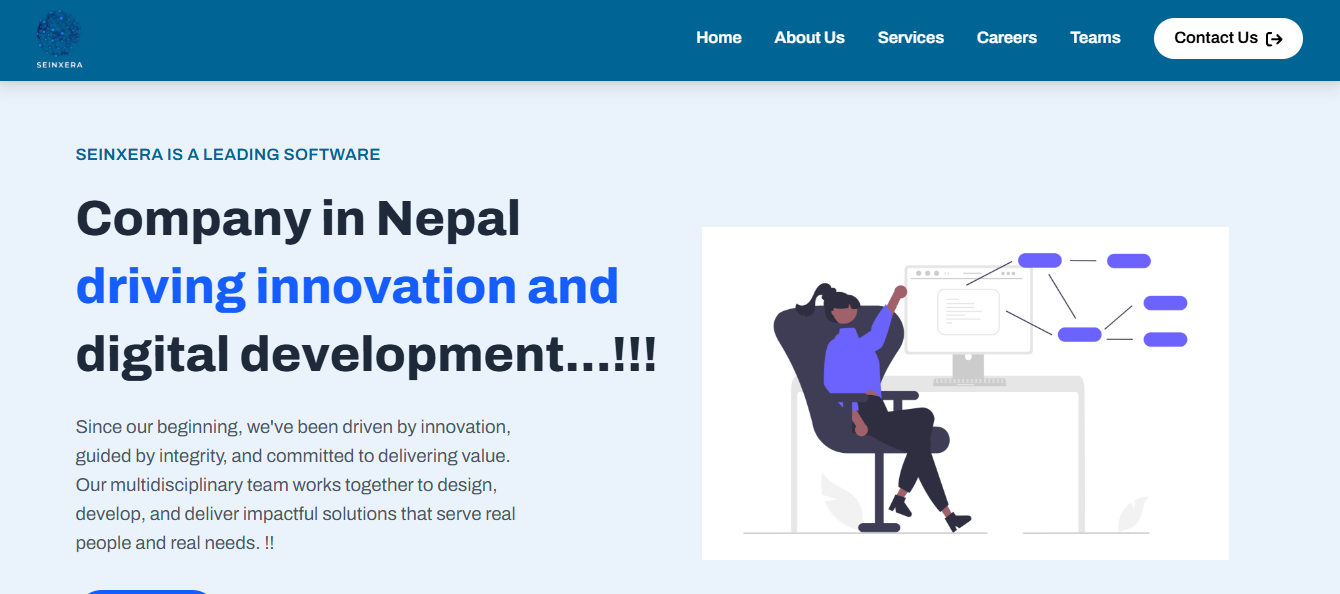 SEINXERA
Home
About Us
Services
Careers
Teams
Contact Us
SEINXERA IS A LEADING SOFTWARE
Company in Nepal
driving innovation and
digital development...!!!
Since our beginning, we've been driven by innovation,
guided by integrity, and committed to delivering value.
Our multidisciplinary team works together to design,
develop, and deliver impactful solutions that serve real
people and real needs. !!